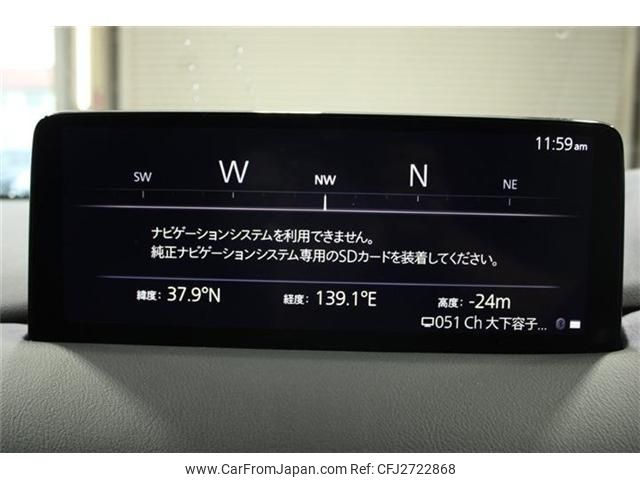 11:59am
SW W NW N NE
ナビゲーションシステムを利用できません。
純正ナビゲーションシステム専用のSDカードを装着してください。
緯度: 37.9°N 経度: 139.1°E 高度: -24m
051 Ch 大下容子...
www.CarFromJapan.com CFJ2722868